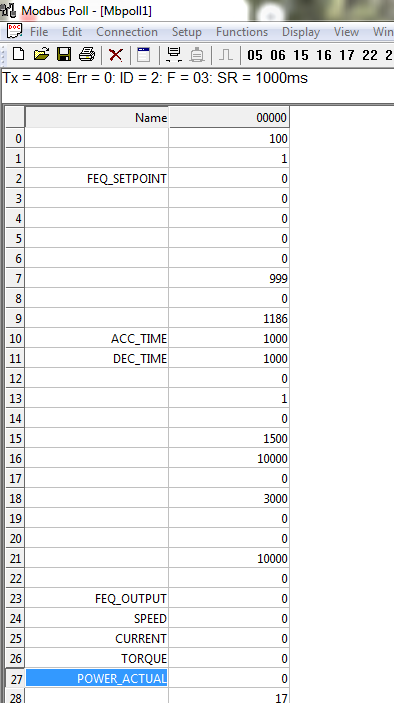 Modbus Poll - [Mbpoll1]
File Edit Connection Setup Functions Display View Win
05 06 15 16 17 22 2
Tx = 408: Err = 0: ID = 2: F = 03: SR = 1000ms
Name 00000
0 100
1 1
2 FEQ_SETPOINT 0
3 0
4 0
5 0
6 0
7 999
8 0
9 1186
10 ACC_TIME 1000
11 DEC_TIME 1000
12 0
13 1
14 0
15 1500
16 10000
17 0
18 3000
19 0
20 0
21 10000
22 0
23 FEQ_OUTPUT 0
24 SPEED 0
25 CURRENT 0
26 TORQUE 0
27 POWER_ACTUAL 0
28 17